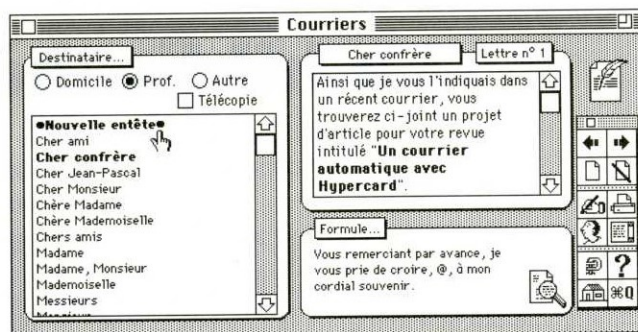 Courriers
Destinataire...
Domicile Prof. Autre
Télécopie
●Nouvelle entête●
Cher ami
Cher confrère
Cher Jean-Pascal
Cher Monsieur
Chère Madame
Chère Mademoiselle
Chers amis
Madame
Madame, Monsieur
Mademoiselle
Messieurs
Cher confrère
Lettre n° 1
Ainsi que je vous l'indiquais dans
un récent courrier, vous
trouverez ci-joint un projet
d'article pour votre revue
intitulé "Un courrier
automatique avec
Hypercard".
Formule...
Vous remerciant par avance, je
vous prie de croire, @, à mon
cordial souvenir.
?
⌘Q